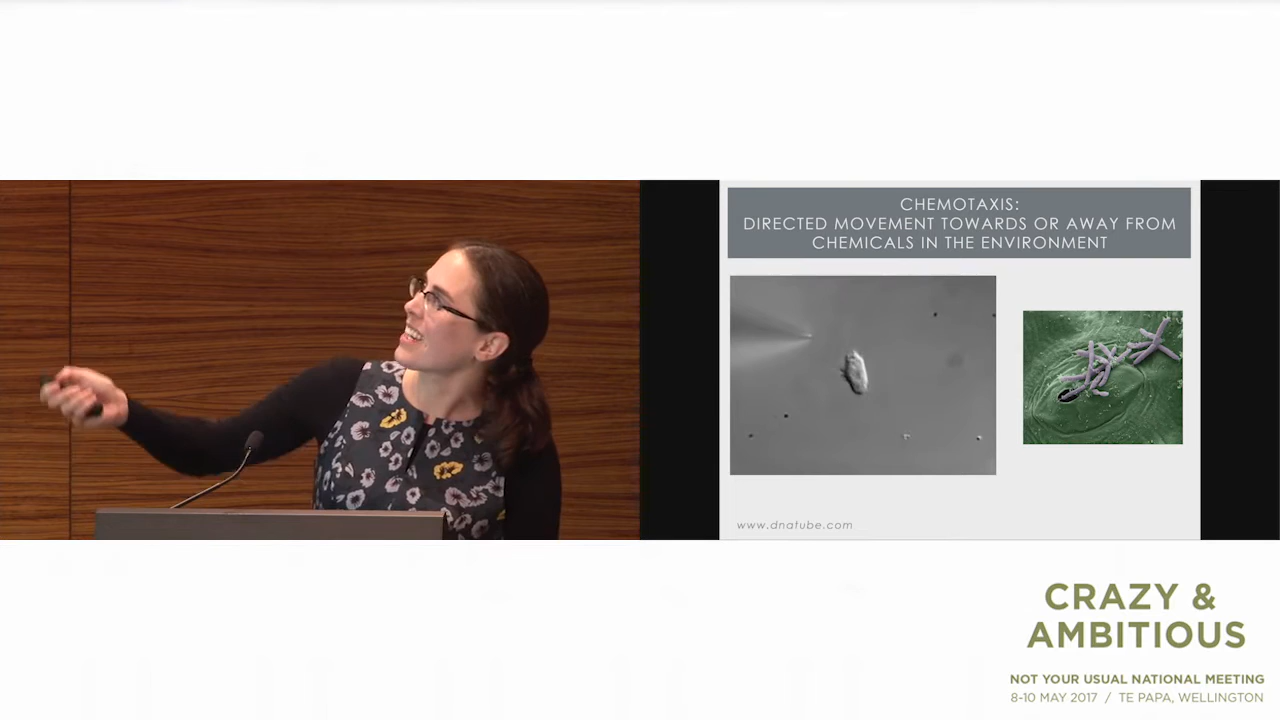 CHEMOTAXIS:
DIRECTED MOVEMENT TOWARDS OR AWAY FROM
CHEMICALS IN THE ENVIRONMENT
www.dnatube.com
CRAZY &
AMBITIOUS
NOT YOUR USUAL NATIONAL MEETING
8-10 MAY 2017 / TE PAPA, WELLINGTON